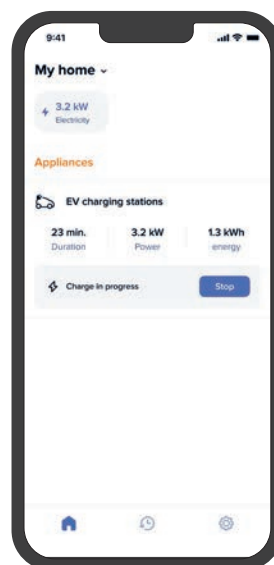 9:41
My home
3.2 kW
Electricity
Appliances
EV charging stations
23 min. 3.2 kW 1.3 kWh
Duration Power energy
Charge in progress Stop